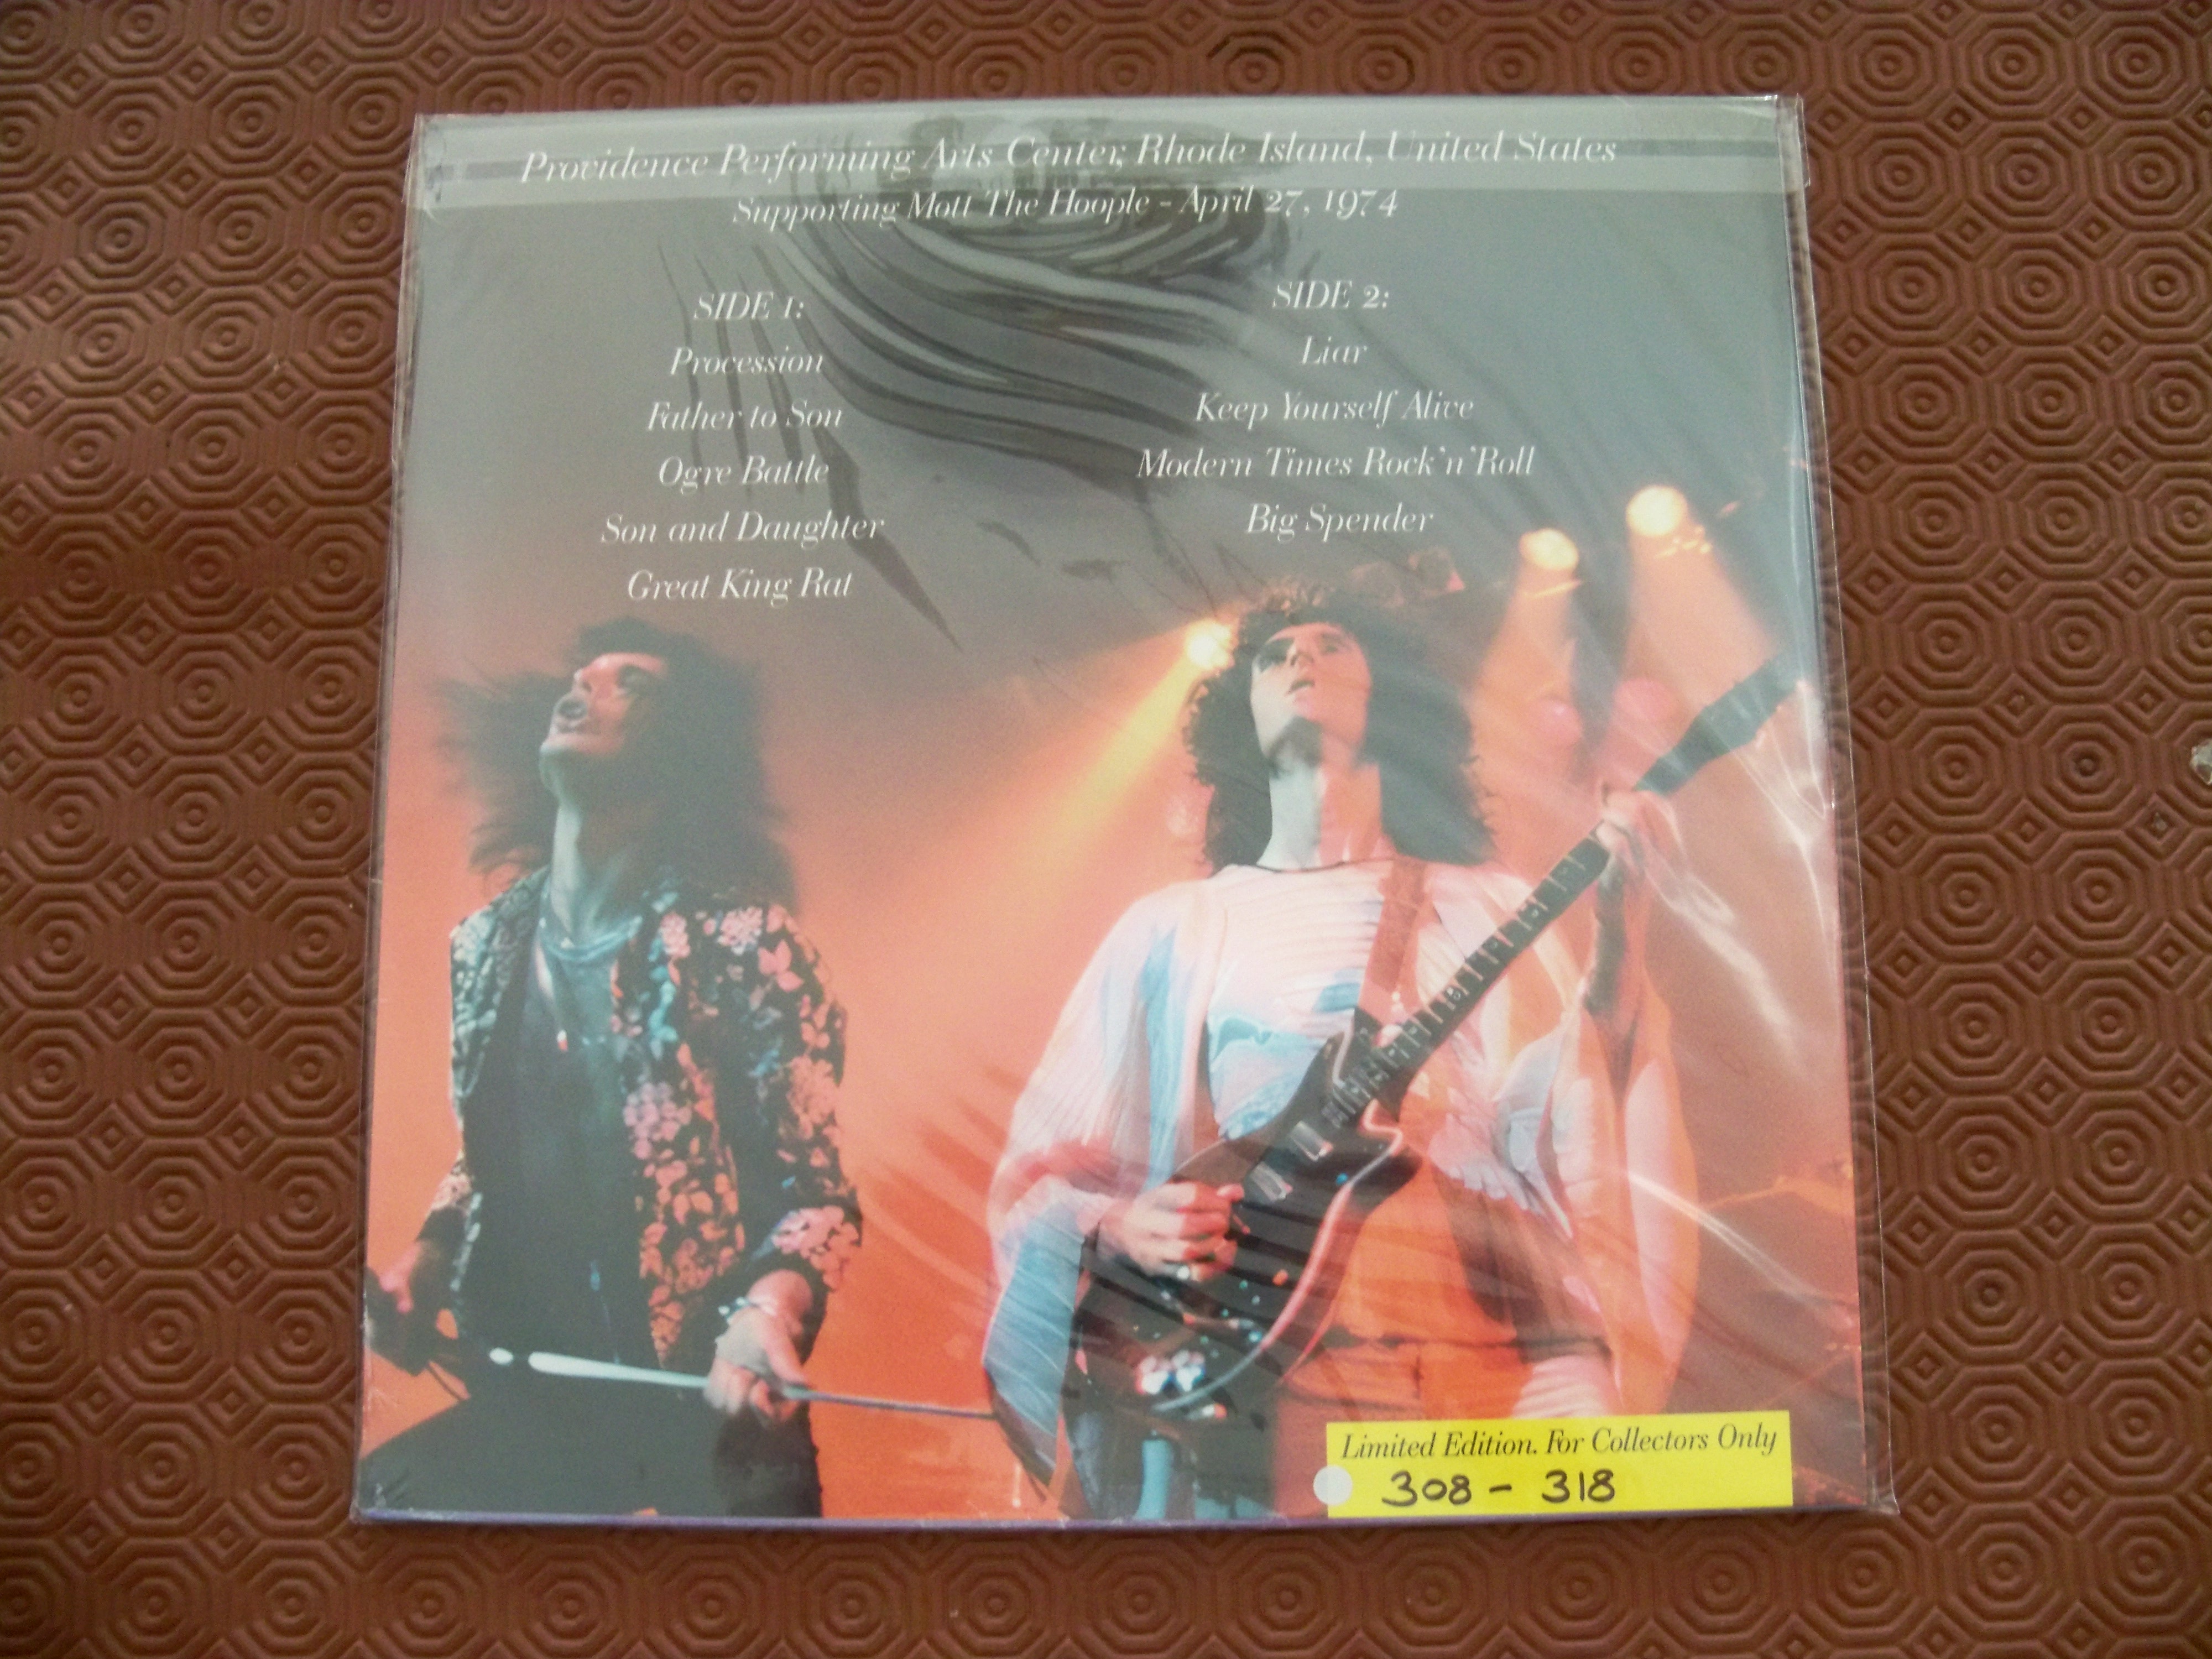 Providence Performing Arts Center, Rhode Island, United States
Supporting Mott The Hoople - April 27, 1974
SIDE 1:
Procession
Father to Son
Ogre Battle
Son and Daughter
Great King Rat
SIDE 2:
Liar
Keep Yourself Alive
Modern Times Rock'n'Roll
Big Spender
Limited Edition. For Collectors Only
308 - 318